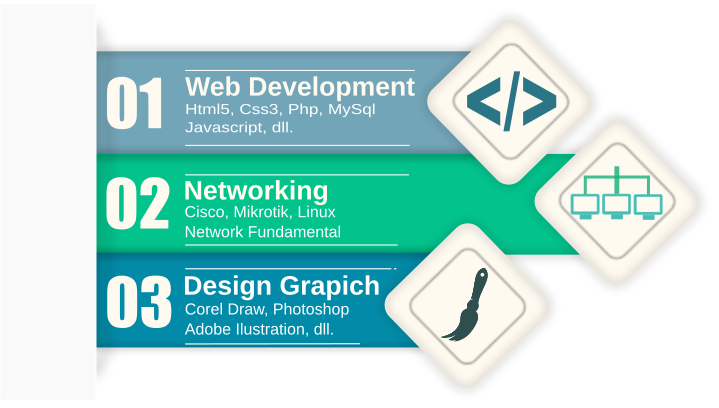 01
Web Development
Html5, Css3, Php, MySql
Javascript, dll.
</>
02
Networking
Cisco, Mikrotik, Linux
Network Fundamental
03
Design Grapich
Corel Draw, Photoshop
Adobe Ilustration, dll.